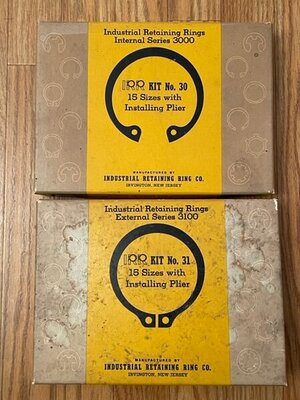 Industrial Retaining Rings
Internal Series 3000
IRR KIT No. 30
15 Sizes with
Installing Plier
MANUFACTURED BY
INDUSTRIAL RETAINING RING CO.
IRVINGTON, NEW JERSEY
Industrial Retaining Rings
External Series 3100
IRR KIT No. 31
15 Sizes with
Installing Plier
MANUFACTURED BY
INDUSTRIAL RETAINING RING CO.
IRVINGTON, NEW JERSEY